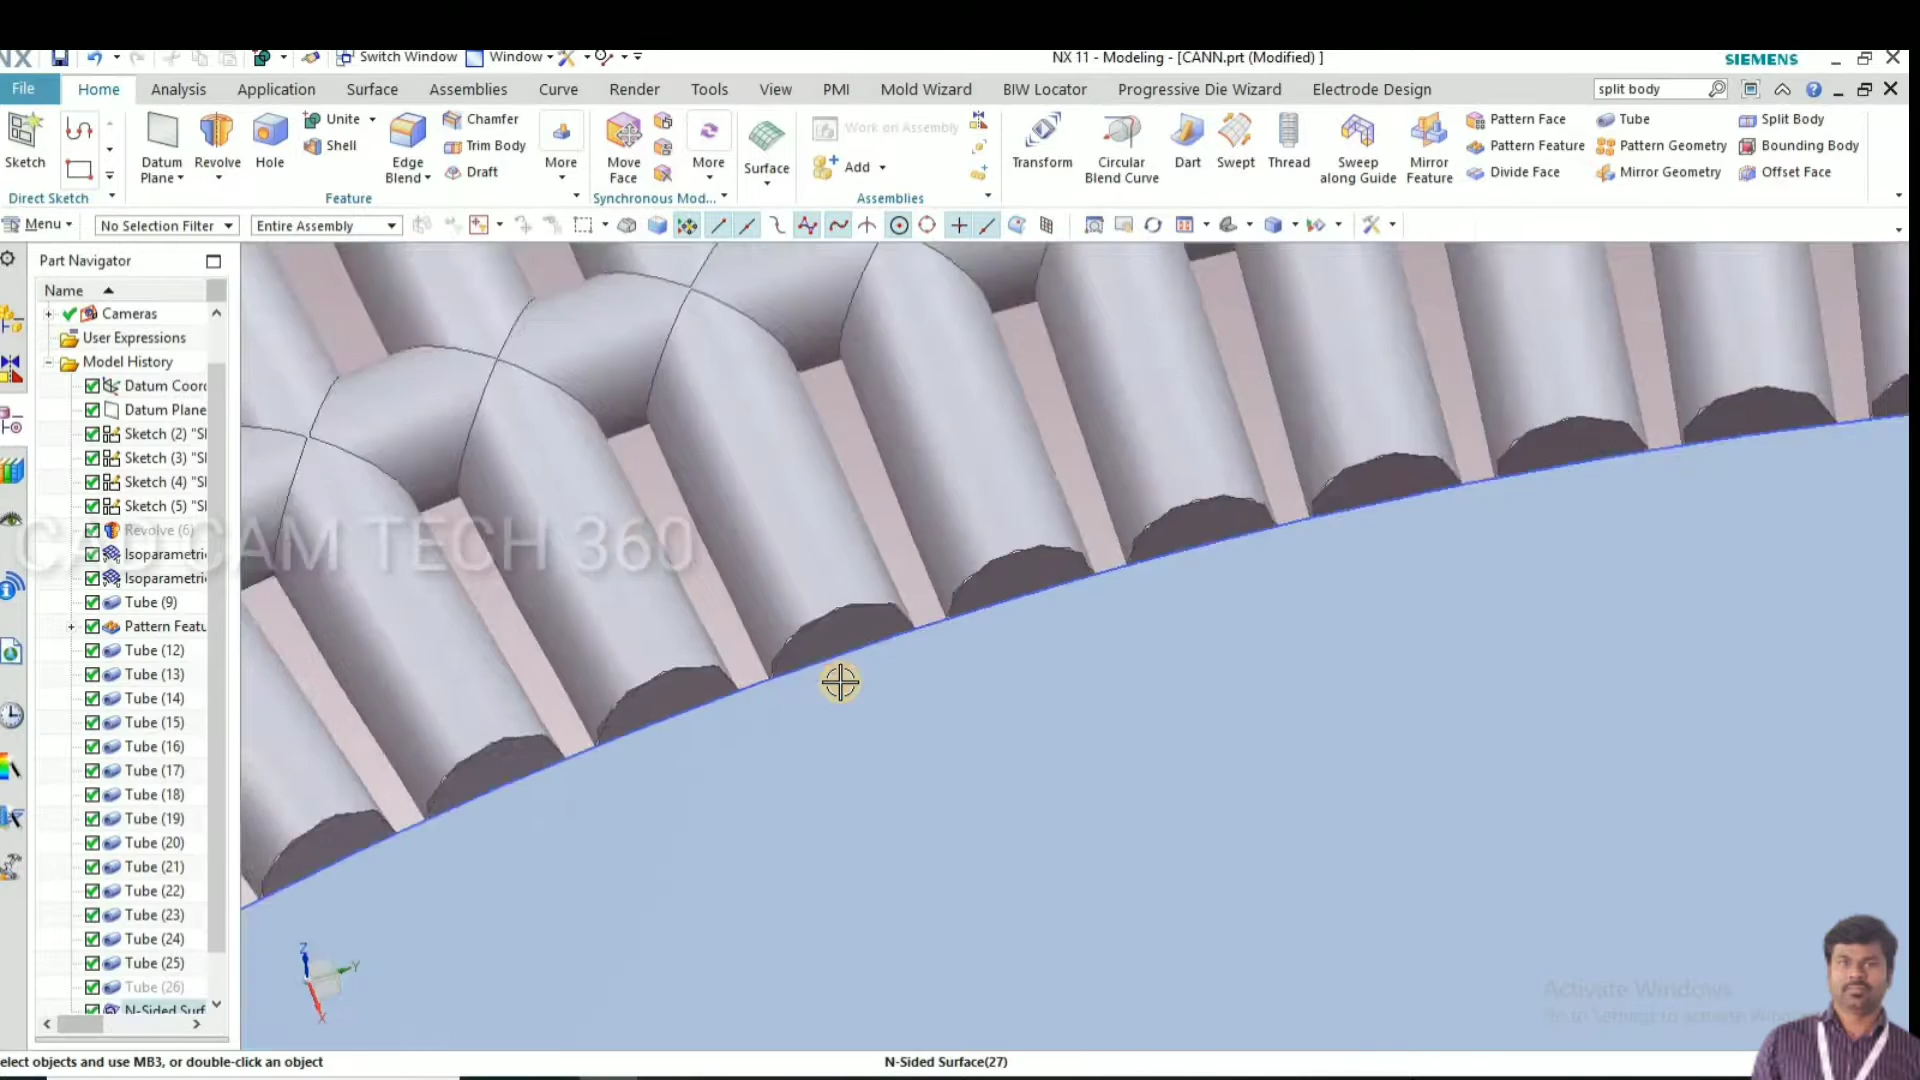 NX
Switch Window
Window
NX 11 - Modeling - [CANN.prt (Modified) ]
SIEMENS
File
Home
Analysis
Application
Surface
Assemblies
Curve
Render
Tools
View
PMI
Mold Wizard
BIW Locator
Progressive Die Wizard
Electrode Design
split body
Sketch
Datum Plane
Revolve
Hole
Unite
Shell
Edge Blend
Chamfer
Trim Body
Draft
More
Move Face
More
Surface
Work on Assembly
Add
Transform
Circular Blend Curve
Dart
Swept
Thread
Sweep along Guide
Mirror Feature
Pattern Face
Pattern Feature
Divide Face
Tube
Pattern Geometry
Mirror Geometry
Split Body
Bounding Body
Offset Face
Direct Sketch
Feature
Synchronous Mod...
Assemblies
Menu
No Selection Filter
Entire Assembly
Part Navigator
Name
Cameras
User Expressions
Model History
Datum Coor
Datum Plane
Sketch (2) "S
Sketch (3) "S
Sketch (4) "S
Sketch (5) "S
Revolve (6)
Isoparametri
Isoparametri
Tube (9)
Pattern Featu
Tube (12)
Tube (13)
Tube (14)
Tube (15)
Tube (16)
Tube (17)
Tube (18)
Tube (19)
Tube (20)
Tube (21)
Tube (22)
Tube (23)
Tube (24)
Tube (25)
Tube (26)
N-Sided Surf
CAD CAM TECH 360
Z
Y
X
Activate Windows
elect objects and use MB3, or double-click an object
N-Sided Surface(27)